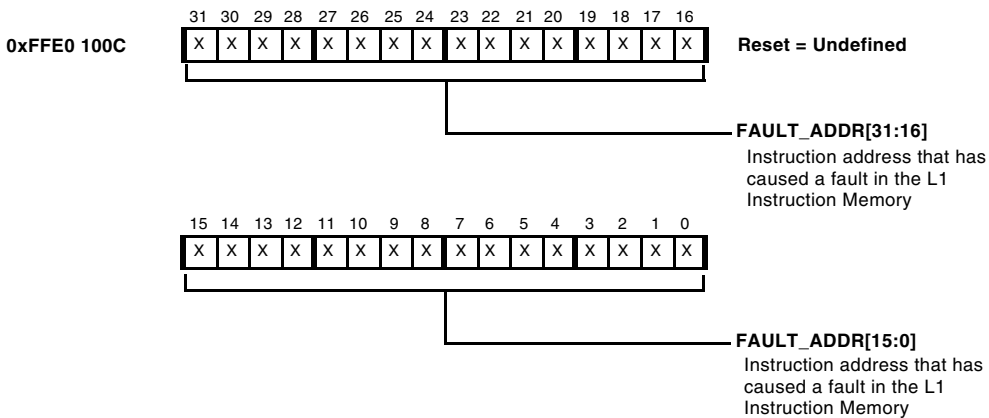 31 30 29 28 27 26 25 24 23 22 21 20 19 18 17 16
0xFFE0 100C X X X X X X X X X X X X X X X X Reset = Undefined
FAULT_ADDR[31:16]
Instruction address that has
caused a fault in the L1
Instruction Memory
15 14 13 12 11 10 9 8 7 6 5 4 3 2 1 0
X X X X X X X X X X X X X X X X
FAULT_ADDR[15:0]
Instruction address that has
caused a fault in the L1
Instruction Memory